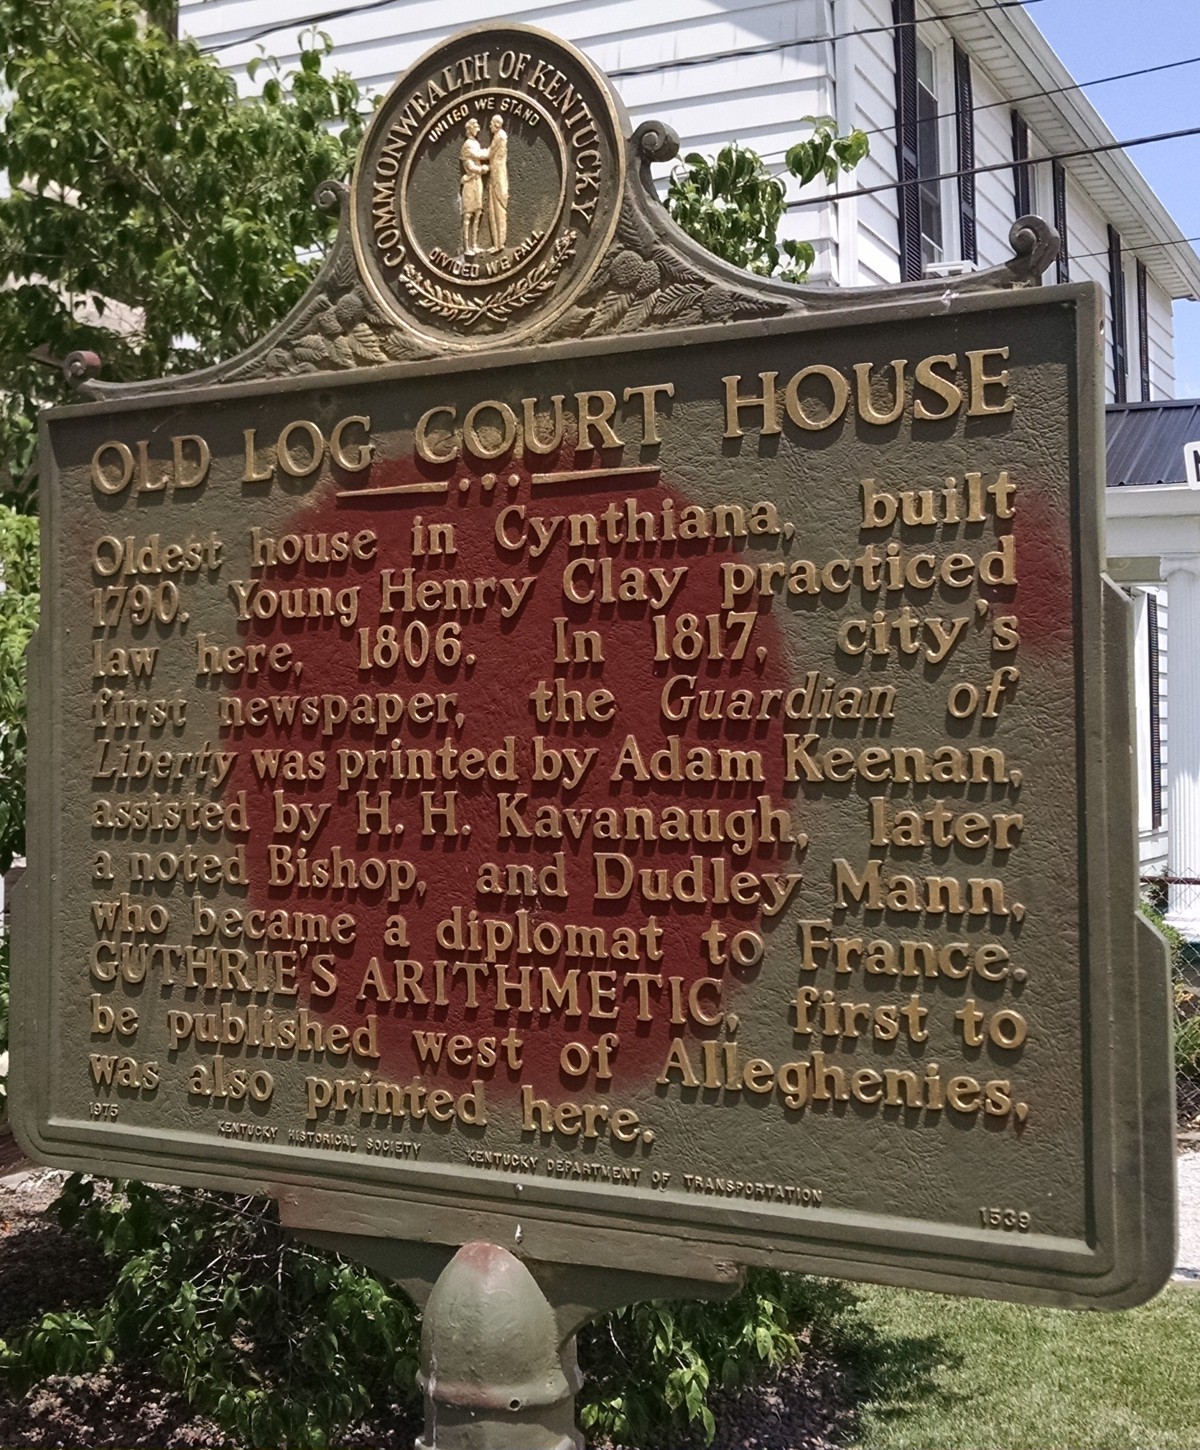 COMMONWEALTH OF KENTUCKY
UNITED WE STAND
DIVIDED WE FALL
OLD LOG COURT HOUSE
Oldest house in Cynthiana, built
1790. Young Henry Clay practiced
law here, 1806. In 1817, city's
first newspaper, the Guardian of
Liberty was printed by Adam Keenan,
assisted by H. H. Kavanaugh, later
a noted Bishop, and Dudley Mann,
who became a diplomat to France.
GUTHRIE'S ARITHMETIC, first to
be published west of Alleghenies,
was also printed here.
1975
KENTUCKY HISTORICAL SOCIETY KENTUCKY DEPARTMENT OF TRANSPORTATION
1539